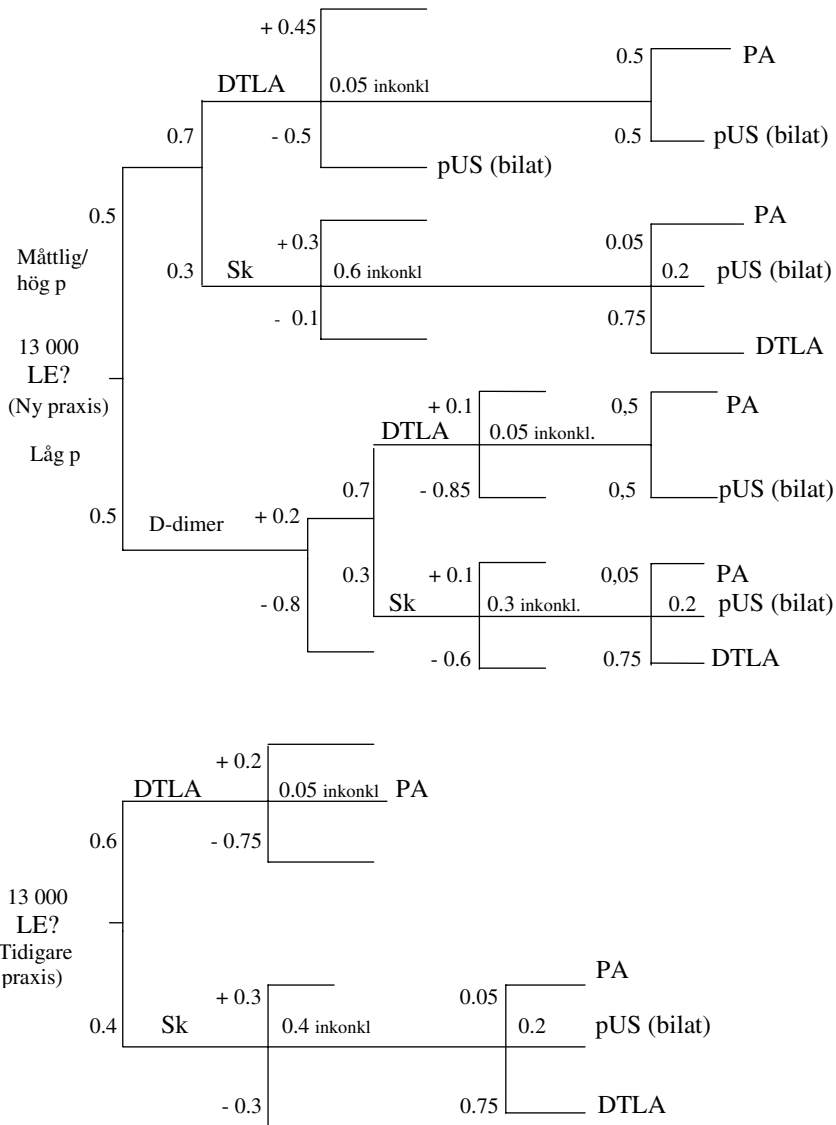 + 0.45
0.5 PA
DTLA 0.05 inkonkl
0.7 - 0.5 0.5 pUS (bilat)
pUS (bilat)
0.5
PA
+ 0.3 0.05
Måttlig/
hög p
0.3 Sk 0.6 inkonkl 0.2 pUS (bilat)
- 0.1 0.75
DTLA
13 000
LE?
(Ny praxis)
+ 0.1 0,5 PA
DTLA 0.05 inkonkl.
Låg p
0.7 - 0.85 0,5 pUS (bilat)
0.5 D-dimer + 0.2
0.3 + 0.1 0,05 PA
- 0.8 Sk 0.3 inkonkl. 0.2 pUS (bilat)
- 0.6 0.75 DTLA
+ 0.2
DTLA 0.05 inkonkl PA
0.6 - 0.75
13 000
LE?
Tidigare
praxis)
PA
+ 0.3 0.05
0.4 Sk 0.4 inkonkl 0.2 pUS (bilat)
- 0.3 0.75 DTLA